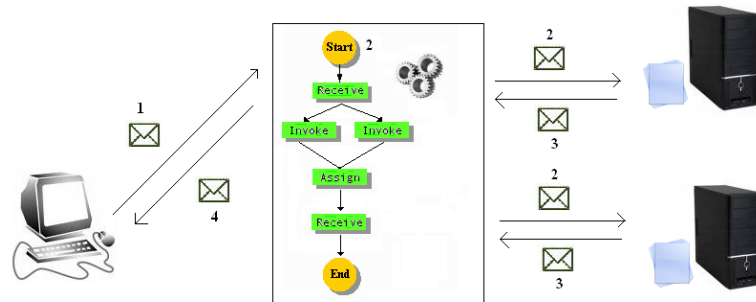 1
4
Start 2
Receive
Invoke Invoke
Assign
Receive
End
2
3
2
3